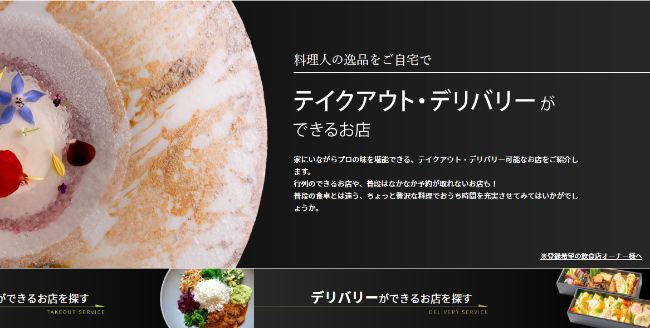 料理人の逸品をご自宅で
テイクアウト・デリバリーが
できるお店
家にいながらプロの味を堪能できる、テイクアウト・デリバリー可能なお店をご紹介し
ます。
行列のできるお店や、普段はなかなか予約が取れないお店も！
普段の食卓とは違う、ちょっと贅沢な料理でおうち時間を充実させてみてはいかがでし
ょうか。
※登録希望の飲食店オーナー様へ
ができるお店を探す
TAKEOUT SERVICE
デリバリーができるお店を探す
DELIVERY SERVICE